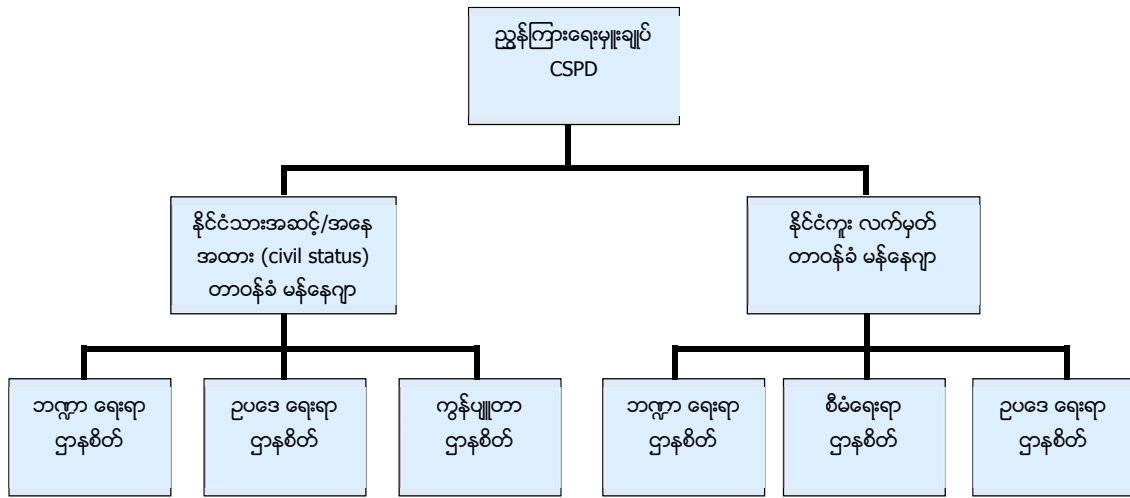 ညွှန်ကြားရေးမှူးချုပ်
CSPD
နိုင်ငံသားအဆင့်/အနေ
အထား (civil status)
တာဝန်ခံ မန်နေဂျာ
နိုင်ငံကူး လက်မှတ်
တာဝန်ခံ မန်နေဂျာ
ဘဏ္ဍာ ရေးရာ
ဌာနစိတ်
ဥပဒေ ရေးရာ
ဌာနစိတ်
ကွန်ပျူတာ
ဌာနစိတ်
ဘဏ္ဍာ ရေးရာ
ဌာနစိတ်
စီမံရေးရာ
ဌာနစိတ်
ဥပဒေ ရေးရာ
ဌာနစိတ်